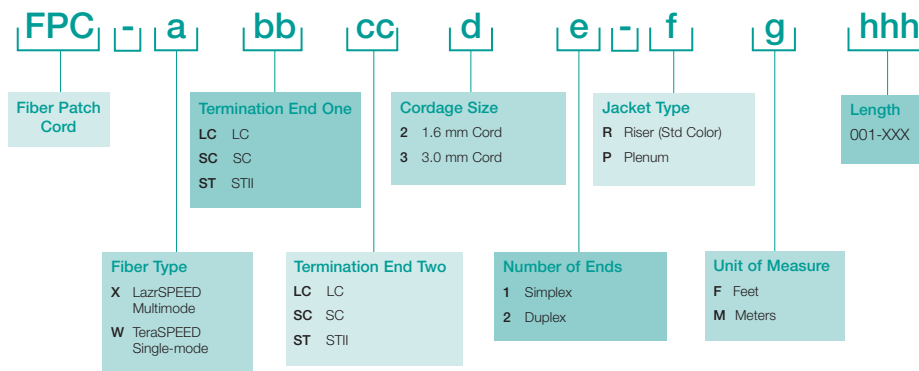 FPC - a bb cc d e - f g hhh
Fiber Patch
Cord
Termination End One
LC LC
SC SC
ST STII
Cordage Size
2 1.6 mm Cord
3 3.0 mm Cord
Jacket Type
R Riser (Std Color)
P Plenum
Length
001-XXX
Fiber Type
X LazrSPEED
Multimode
W TeraSPEED
Single-mode
Termination End Two
LC LC
SC SC
ST STII
Number of Ends
1 Simplex
2 Duplex
Unit of Measure
F Feet
M Meters